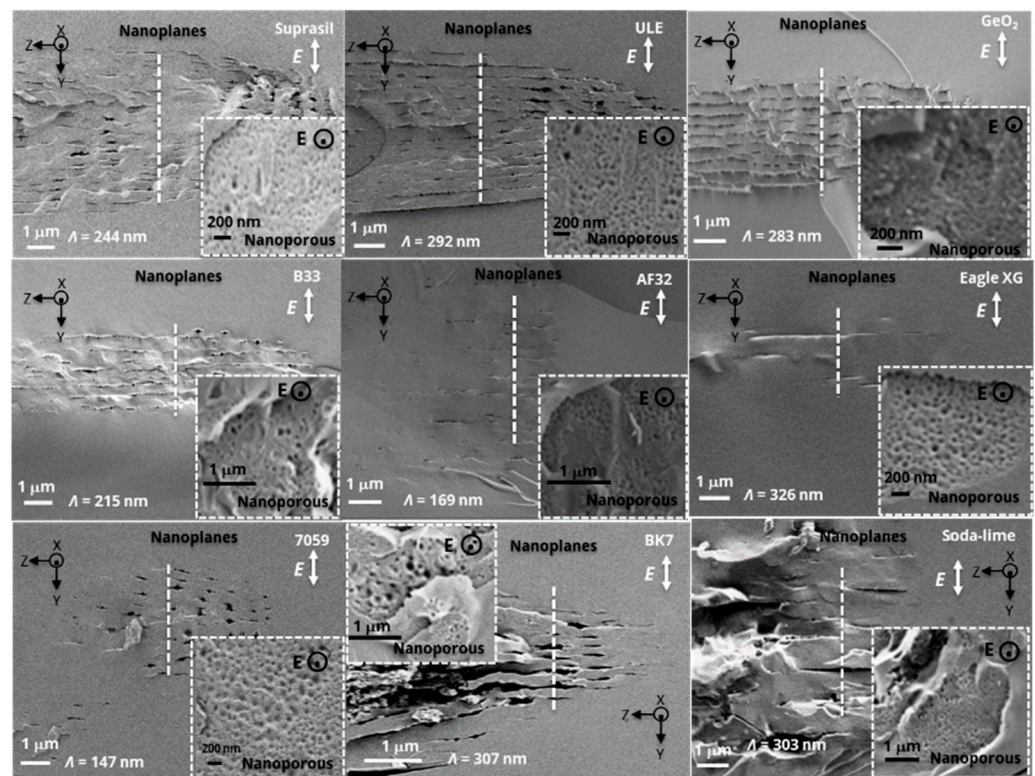 Nanoplanes
Suprasil
X
Z
Y
E
E
200 nm
Nanoporous
1 μm
Λ = 244 nm
Nanoplanes
ULE
X
Z
Y
E
E
200 nm
Nanoporous
1 μm
Λ = 292 nm
Nanoplanes
GeO₂
X
Z
Y
E
E
200 nm
Nanoporous
1 μm
Λ = 283 nm
Nanoplanes
B33
X
Z
Y
E
E
1 μm
Nanoporous
1 μm
Λ = 215 nm
Nanoplanes
AF32
X
Z
Y
E
E
1 μm
Nanoporous
1 μm
Λ = 169 nm
Nanoplanes
Eagle XG
X
Z
Y
E
E
200 nm
Nanoporous
1 μm
Λ = 326 nm
Nanoplanes
7059
X
Z
Y
E
E
200 nm
Nanoporous
1 μm
Λ = 147 nm
E
1 μm
Nanoporous
Nanoplanes
BK7
E
X
Z
Y
1 μm
Λ = 307 nm
Nanoplanes
Soda-lime
E
X
Z
Y
E
1 μm
Nanoporous
1 μm
Λ = 303 nm